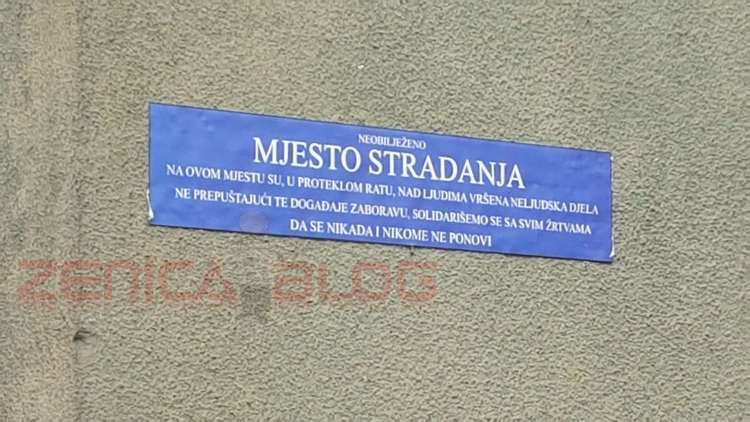 NEOBILJEŽENO
MJESTO STRADANJA
NA OVOM MJESTU SU, U PROTEKLOM RATU, NAD LJUDIMA VRŠENA NELJUDSKA DJELA
NE PREPUŠTAJUĆI TE DOGAĐAJE ZABORAVU, SOLIDARIŠEMO SE SA SVIM ŽRTVAMA
DA SE NIKADA I NIKOME NE PONOVI
ZENICA BLOG